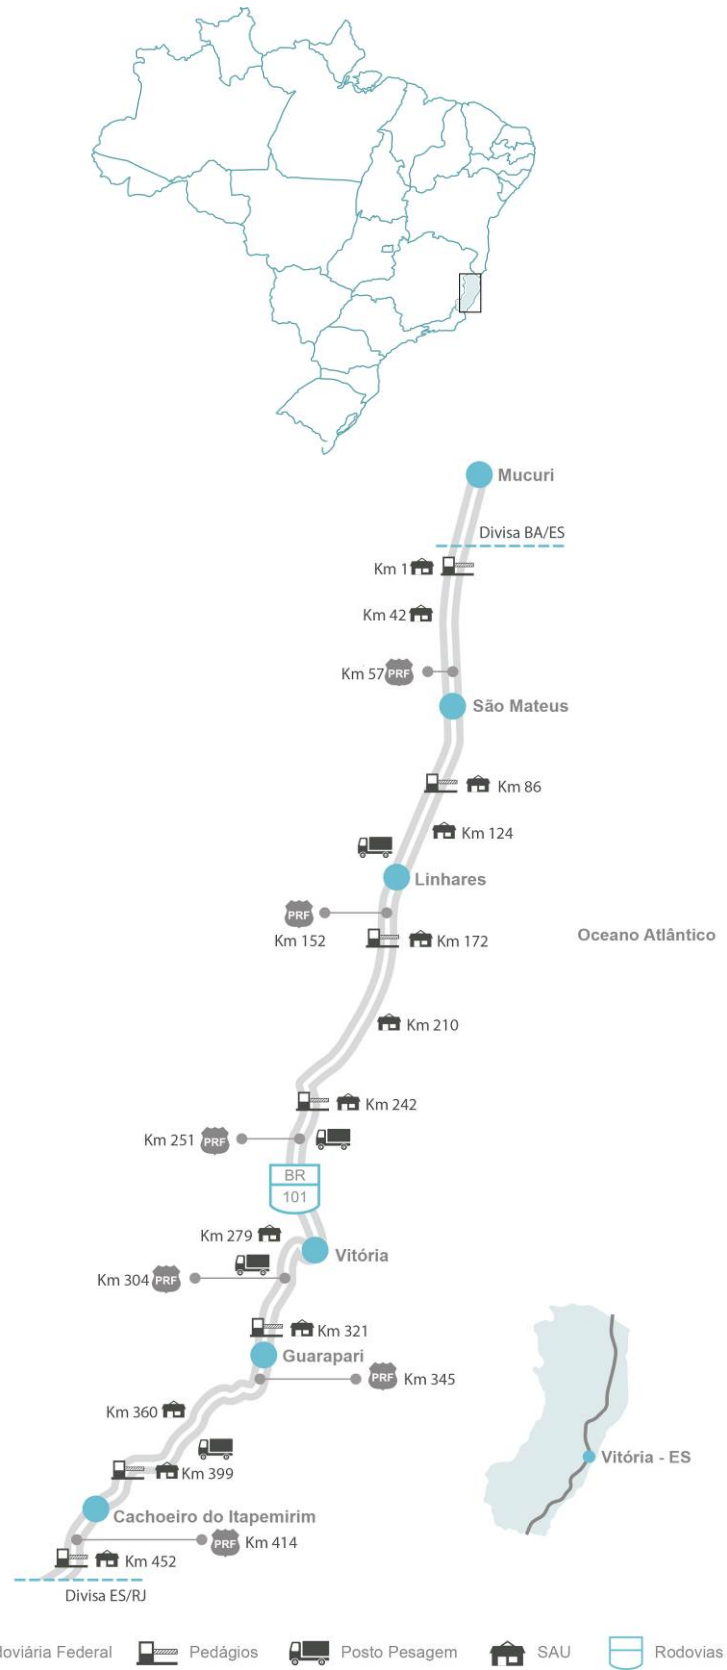 Mucuri
Divisa BA/ES
Km 1
Km 42
Km 57 PRF
São Mateus
Km 86
Km 124
Linhares
PRF
Km 152
Oceano Atlântico
Km 172
Km 210
Km 242
Km 251 PRF
BR
101
Km 279
Vitória
Km 304 PRF
Km 321
Guarapari
PRF Km 345
Km 360
Vitória - ES
Km 399
Cachoeiro do Itapemirim
PRF Km 414
Km 452
Divisa ES/RJ
doviária Federal Pedágios Posto Pesagem SAU Rodovias